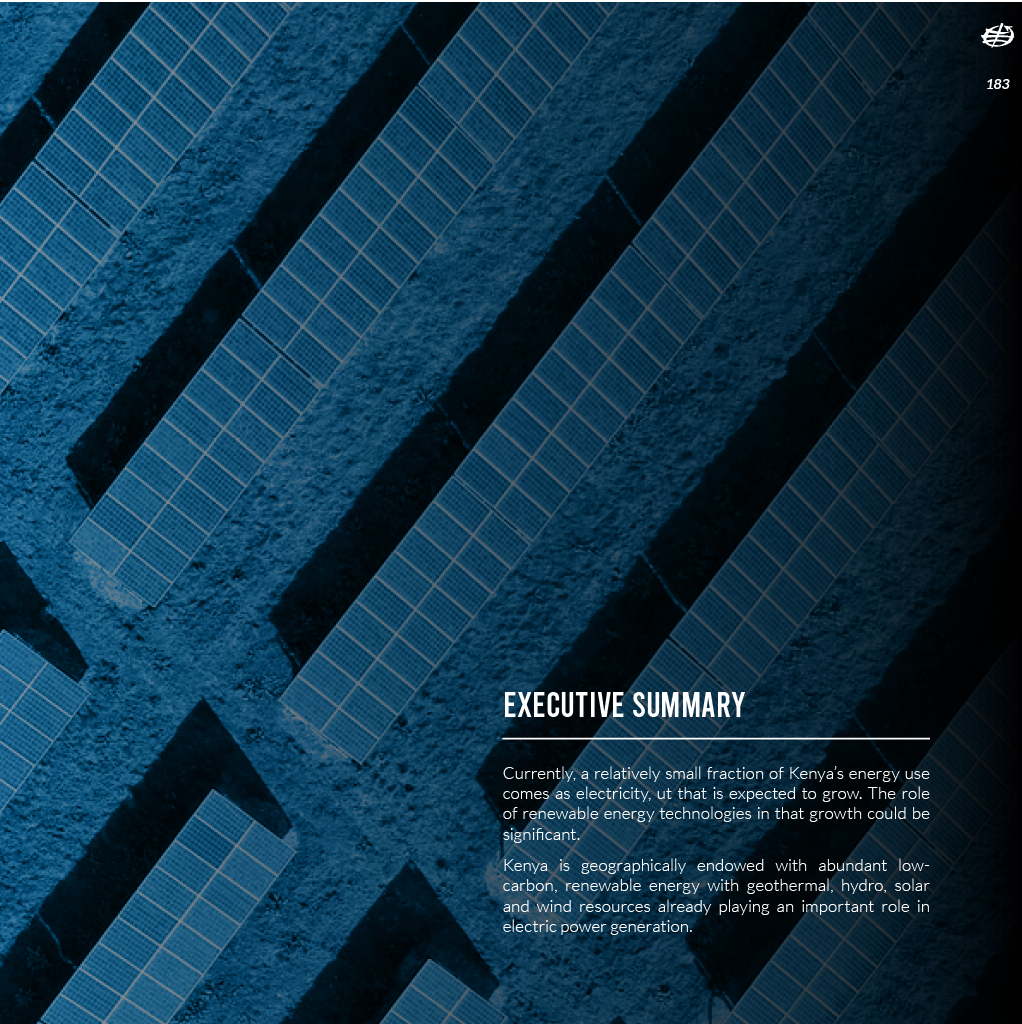 183
EXECUTIVE SUMMARY
Currently, a relatively small fraction of Kenya's energy use
comes as electricity, ut that is expected to grow. The role
of renewable energy technologies in that growth could be
significant.
Kenya is geographically endowed with abundant low-
carbon, renewable energy with geothermal, hydro, solar
and wind resources already playing an important role in
electric power generation.